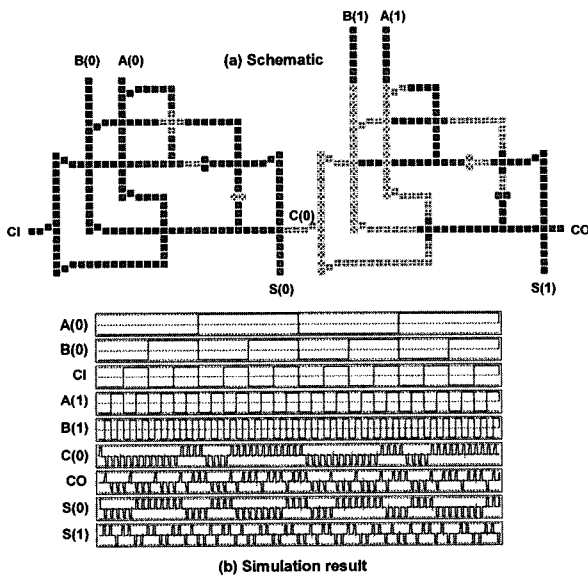 B(1) A(1)
B(0) A(0) (a) Schematic
CI C(0) CO
S(0) S(1)
A(0)
B(0)
CI
A(1)
B(1)
C(0)
CO
S(0)
S(1)
(b) Simulation result